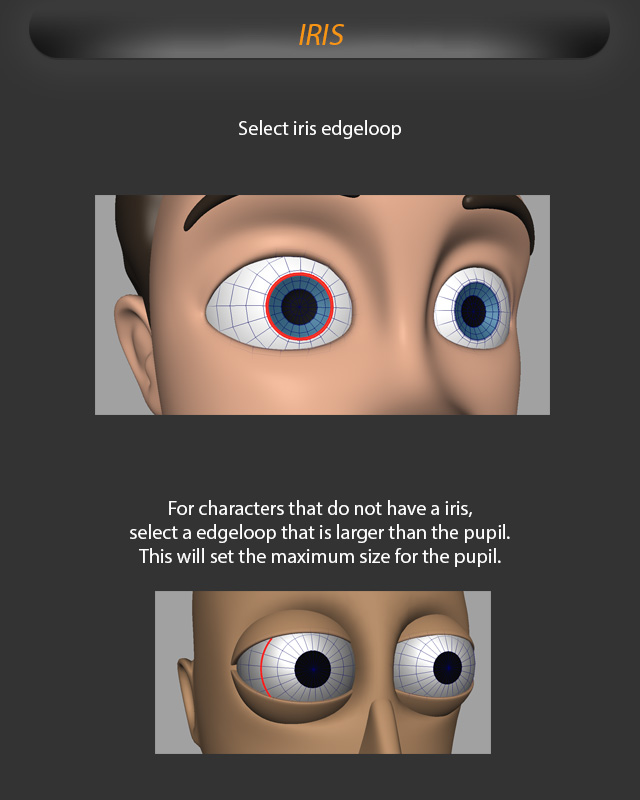 IRIS
Select iris edgeloop
For characters that do not have a iris,
select a edgeloop that is larger than the pupil.
This will set the maximum size for the pupil.